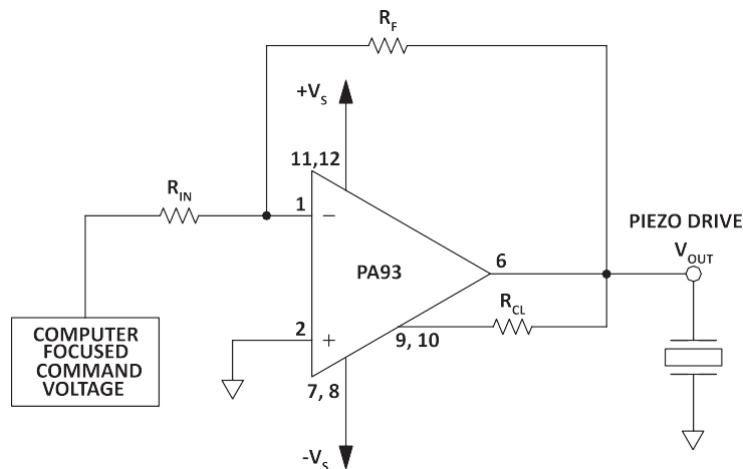 R_F
+V_S
11,12
R_IN
1
−
PIEZO DRIVE
V_OUT
6
PA93
R_CL
2
+
9, 10
COMPUTER
FOCUSED
COMMAND
VOLTAGE
7, 8
-V_S